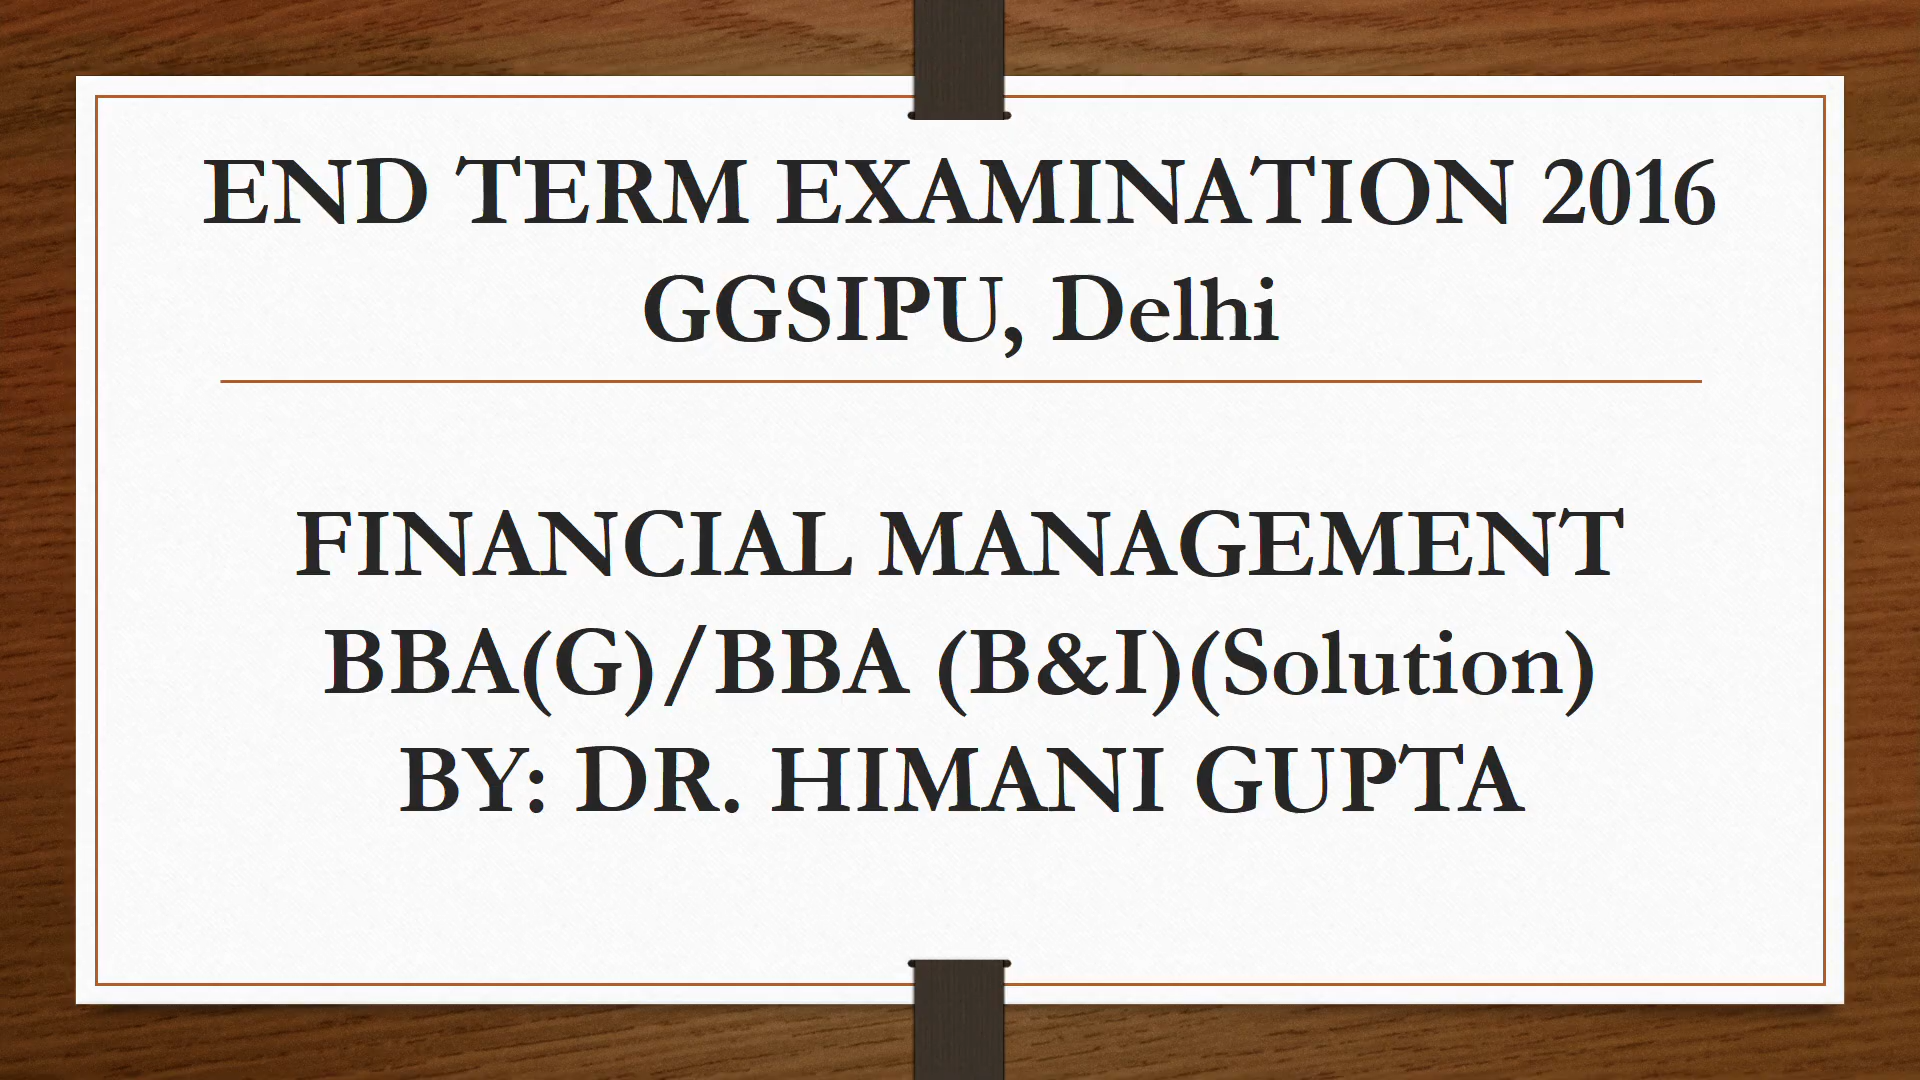 END TERM EXAMINATION 2016
GGSIPU, Delhi
FINANCIAL MANAGEMENT
BBA(G)/BBA (B&I)(Solution)
BY: DR. HIMANI GUPTA